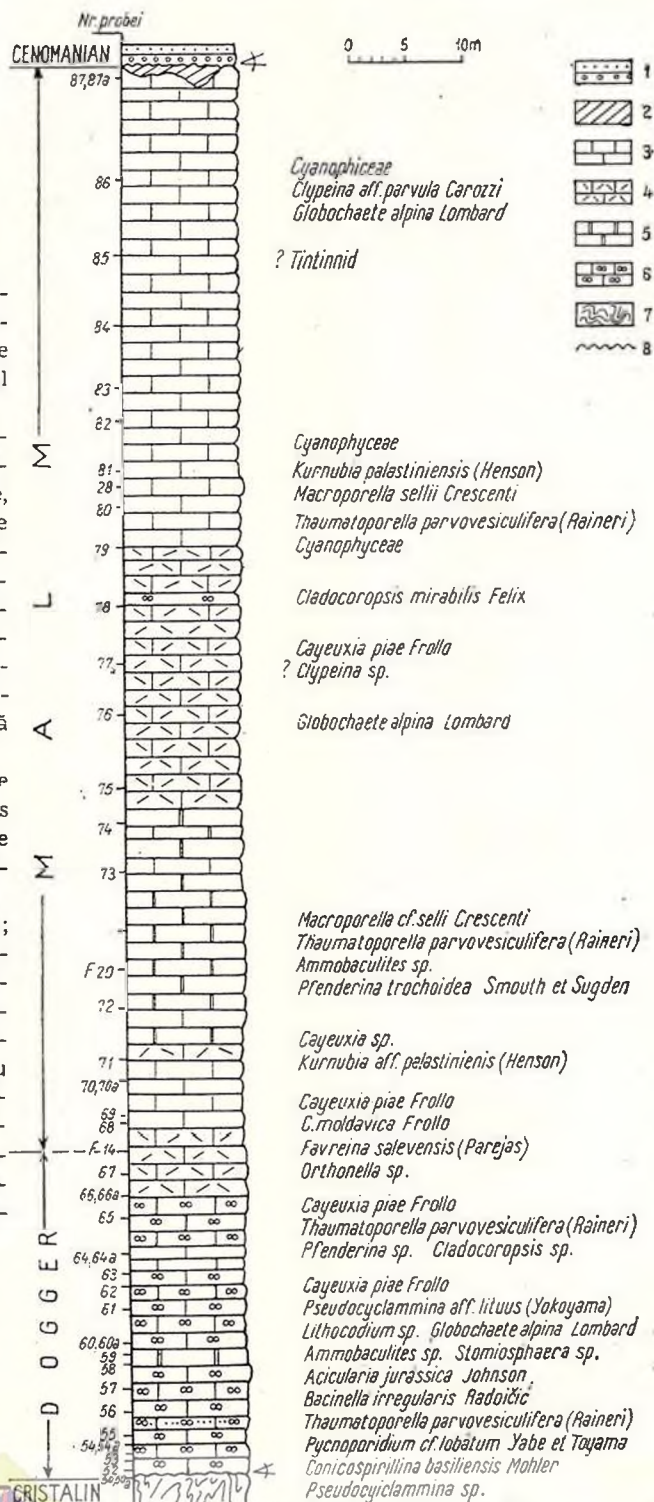 Nr. probei
0 5 10m
CENOMANIAN
87,87a
86
85
84
83
82
81
28
80
79
78
77
76
75
74
73
F20
72
71
70,70a
69
68
F-14
67
66,66a
65
64,64a
63
62
61
60,60a
59
58
57
56
55
54,54a
53
52
CRISTALIN
MALM
DOGGER
1
2
3
4
5
6
7
8
Cyanophiceae
Clypeina aff. parvula Carozzi
Globochaete alpina Lombard
? Tintinnid
Cyanophyceae
Kurnubia palastiniensis (Henson)
Macroporella sellii Crescenti
Thaumatoporella parvovesiculifera (Raineri)
Cyanophyceae
Cladocoropsis mirabilis Felix
Cayeuxia piae Frollo
? Clypeina sp.
Globochaete alpina Lombard
Macroporella cf. selli Crescenti
Thaumatoporella parvovesiculifera (Raineri)
Ammobaculites sp.
Pfenderina trochoidea Smouth et Sugden
Cayeuxia sp.
Kurnubia aff. palastinienis (Henson)
Cayeuxia piae Frollo
C. moldavica Frollo
Favreina salevensis (Parejas)
Orthonella sp.
Cayeuxia piae Frollo
Thaumatoporella parvovesiculifera (Raineri)
Pfenderina sp. Cladocoropsis sp.
Cayeuxia piae Frollo
Pseudocyclammina aff. lituus (Yokoyama)
Lithocodium sp. Globochaete alpina Lombard
Ammobaculites sp. Stomiosphaera sp.
Acicularia jurassica Johnson
Bacinella irregularis Radoičić
Thaumatoporella parvovesiculifera (Raineri)
Pycnoporidium cf. lobatum Yabe et Toyama
Conicospirillina basiliensis Mohler
Pseudocyiclammina sp.